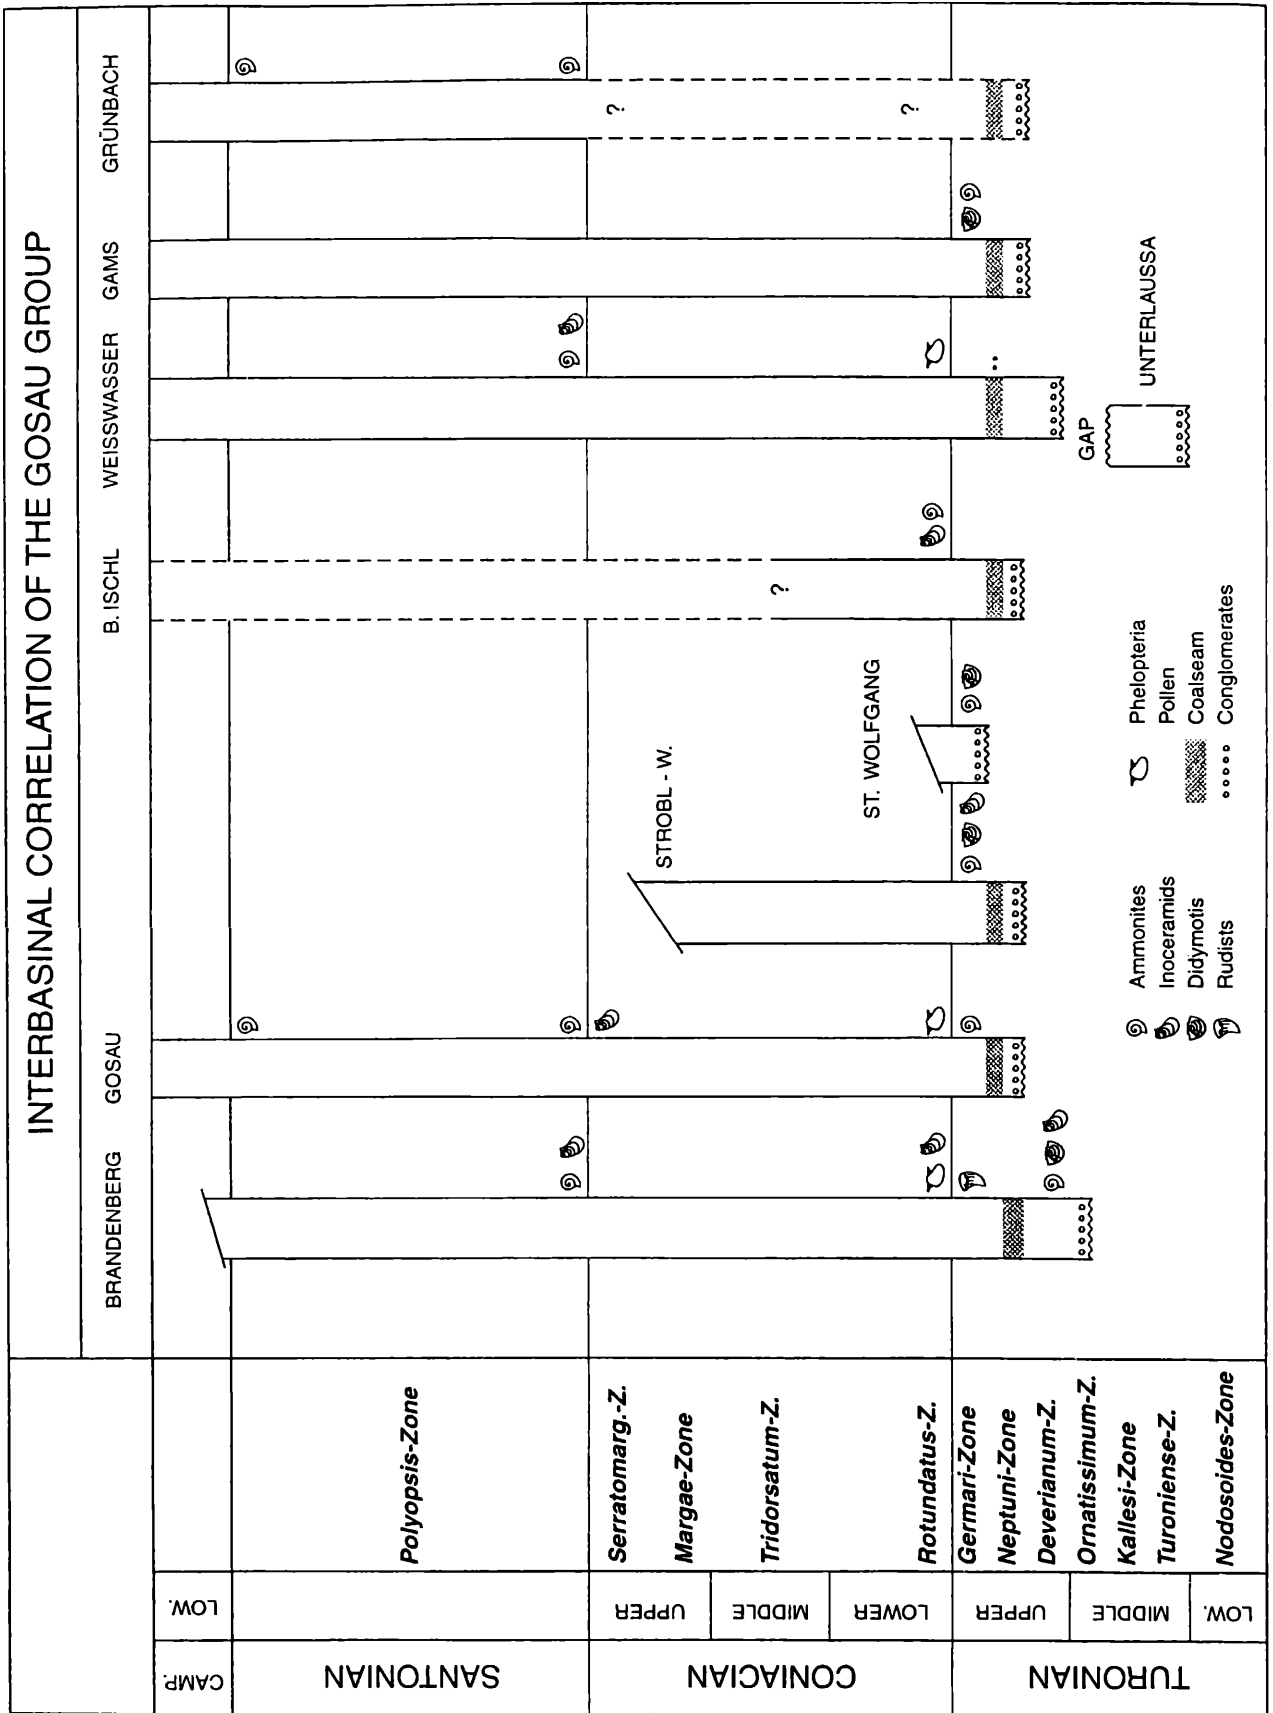 INTERBASINAL CORRELATION OF THE GOSAU GROUP
BRANDENBERG GOSAU B. ISCHL WEISSWASSER GAMS GRÜNBACH
CAMP.
LOW.
SANTONIAN
Polyopsis-Zone
CONIACIAN
UPPER
MIDDLE
LOWER
Serratomarg.-Z.
Margae-Zone
Tridorsatum-Z.
Rotundatus-Z.
TURONIAN
UPPER
MIDDLE
LOW.
Germari-Zone
Neptuni-Zone
Deverianum-Z.
Ornatissimum-Z.
Kallesi-Zone
Turoniense-Z.
Nodosoides-Zone
STROBL - W.
ST. WOLFGANG
?
?
?
GAP
UNTERLAUSSA
Ammonites
Inoceramids
Didymotis
Rudists
Phelopteria
Pollen
Coalseam
Conglomerates